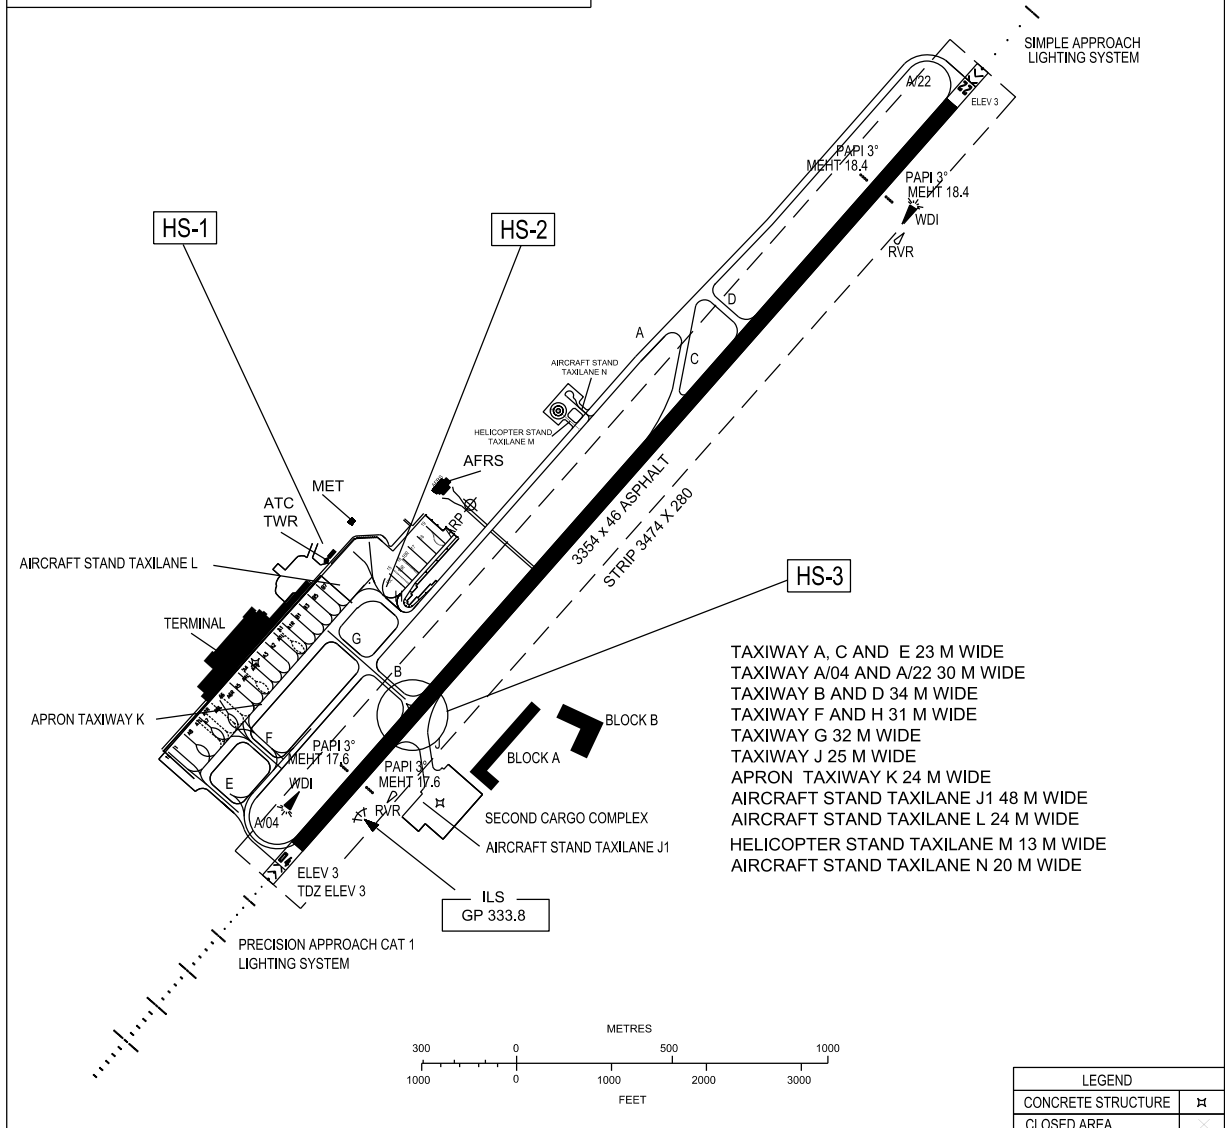 SIMPLE APPROACH
LIGHTING SYSTEM
A/22
22
ELEV 3
PAPI 3°
MEHT 18.4
PAPI 3°
MEHT 18.4
WDI
RVR
HS-1
HS-2
D
A
C
AIRCRAFT STAND
TAXILANE N
HELICOPTER STAND
TAXILANE M
AFRS
MET
ATC
TWR
ARP
3354 x 46 ASPHALT
STRIP 3474 X 280
AIRCRAFT STAND TAXILANE L
HS-3
TERMINAL
G
B
APRON TAXIWAY K
F
E
PAPI 3°
MEHT 17.6
WDI
PAPI 3°
MEHT 17.6
RVR
J
A/04
BLOCK B
BLOCK A
SECOND CARGO COMPLEX
AIRCRAFT STAND TAXILANE J1
ELEV 3
TDZ ELEV 3
ILS
GP 333.8
PRECISION APPROACH CAT 1
LIGHTING SYSTEM
TAXIWAY A, C AND E 23 M WIDE
TAXIWAY A/04 AND A/22 30 M WIDE
TAXIWAY B AND D 34 M WIDE
TAXIWAY F AND H 31 M WIDE
TAXIWAY G 32 M WIDE
TAXIWAY J 25 M WIDE
APRON TAXIWAY K 24 M WIDE
AIRCRAFT STAND TAXILANE J1 48 M WIDE
AIRCRAFT STAND TAXILANE L 24 M WIDE
HELICOPTER STAND TAXILANE M 13 M WIDE
AIRCRAFT STAND TAXILANE N 20 M WIDE
METRES
300 0 500 1000
1000 0 1000 2000 3000
FEET
LEGEND
CONCRETE STRUCTURE
CLOSED AREA